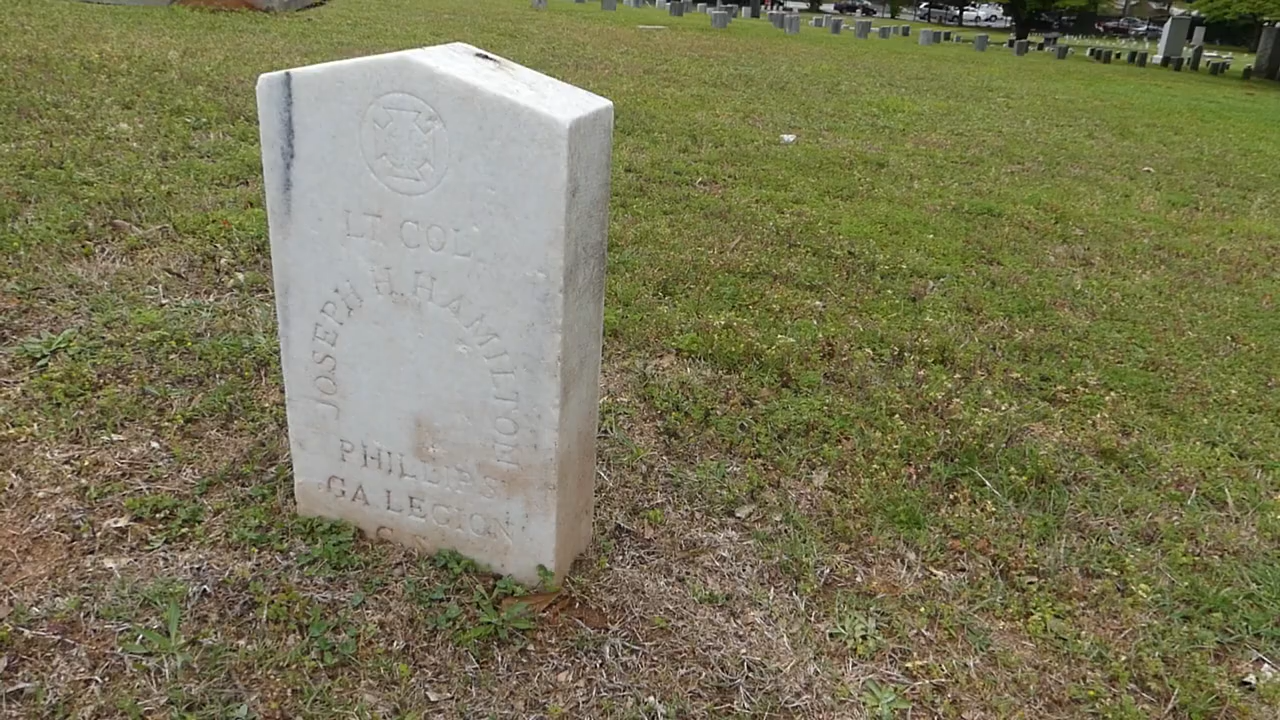 LT COL
JOSEPH H. HAMILTON
PHILLIPS
GA LEGION
C S